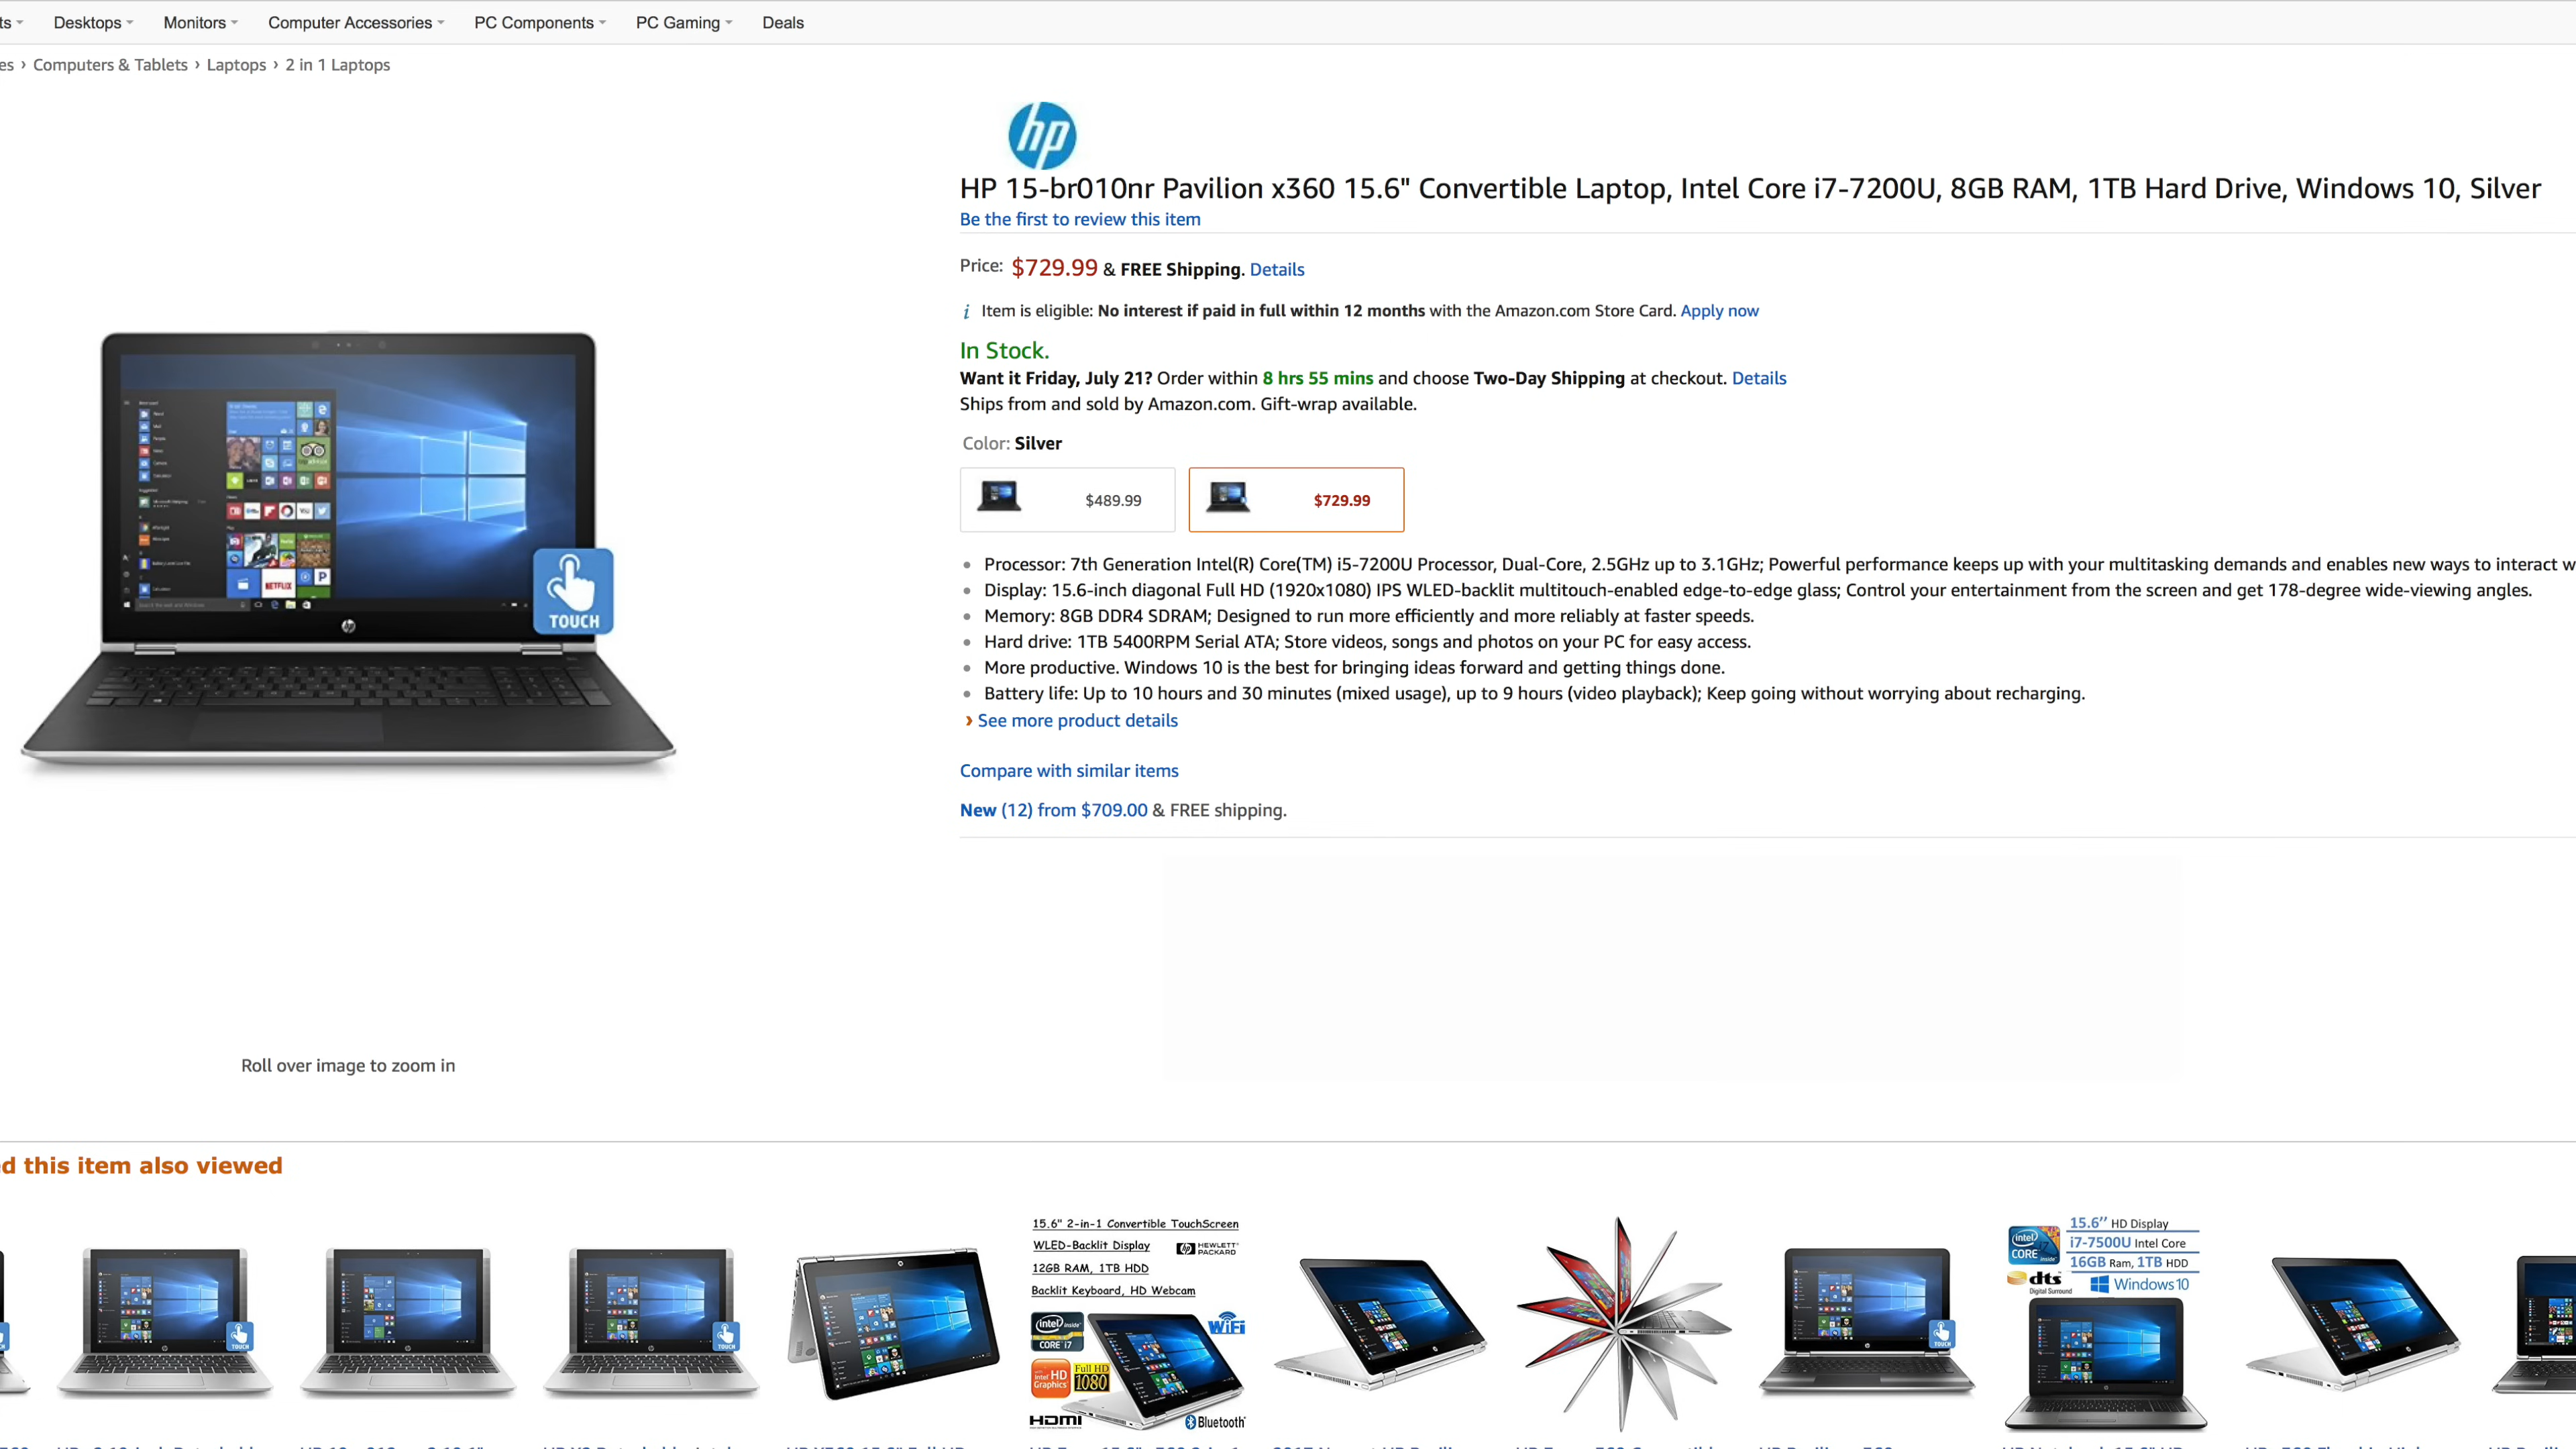 Desktops
Monitors
Computer Accessories
PC Components
PC Gaming
Deals
› Computers & Tablets › Laptops › 2 in 1 Laptops
hp
HP 15-br010nr Pavilion x360 15.6" Convertible Laptop, Intel Core i7-7200U, 8GB RAM, 1TB Hard Drive, Windows 10, Silver
Be the first to review this item
Price: $729.99 & FREE Shipping. Details
i Item is eligible: No interest if paid in full within 12 months with the Amazon.com Store Card. Apply now
In Stock.
Want it Friday, July 21? Order within 8 hrs 55 mins and choose Two-Day Shipping at checkout. Details
Ships from and sold by Amazon.com. Gift-wrap available.
Color: Silver
$489.99
$729.99
Processor: 7th Generation Intel(R) Core(TM) i5-7200U Processor, Dual-Core, 2.5GHz up to 3.1GHz; Powerful performance keeps up with your multitasking demands and enables new ways to interact w
Display: 15.6-inch diagonal Full HD (1920x1080) IPS WLED-backlit multitouch-enabled edge-to-edge glass; Control your entertainment from the screen and get 178-degree wide-viewing angles.
Memory: 8GB DDR4 SDRAM; Designed to run more efficiently and more reliably at faster speeds.
Hard drive: 1TB 5400RPM Serial ATA; Store videos, songs and photos on your PC for easy access.
More productive. Windows 10 is the best for bringing ideas forward and getting things done.
Battery life: Up to 10 hours and 30 minutes (mixed usage), up to 9 hours (video playback); Keep going without worrying about recharging.
› See more product details
Compare with similar items
New (12) from $709.00 & FREE shipping.
NETFLIX
TOUCH
hp
Roll over image to zoom in
d this item also viewed
TOUCH
TOUCH
15.6" 2-in-1 Convertible TouchScreen
WLED-Backlit Display
HEWLETT PACKARD
12GB RAM, 1TB HDD
Backlit Keyboard, HD Webcam
intel inside
CORE i7
WiFi
intel HD Graphics
Full HD 1080
HDMI
Bluetooth
TOUCH
15.6'' HD Display
i7-7500U Intel Core
16GB Ram, 1TB HDD
intel CORE inside
dts
Digital Surround
Windows 10